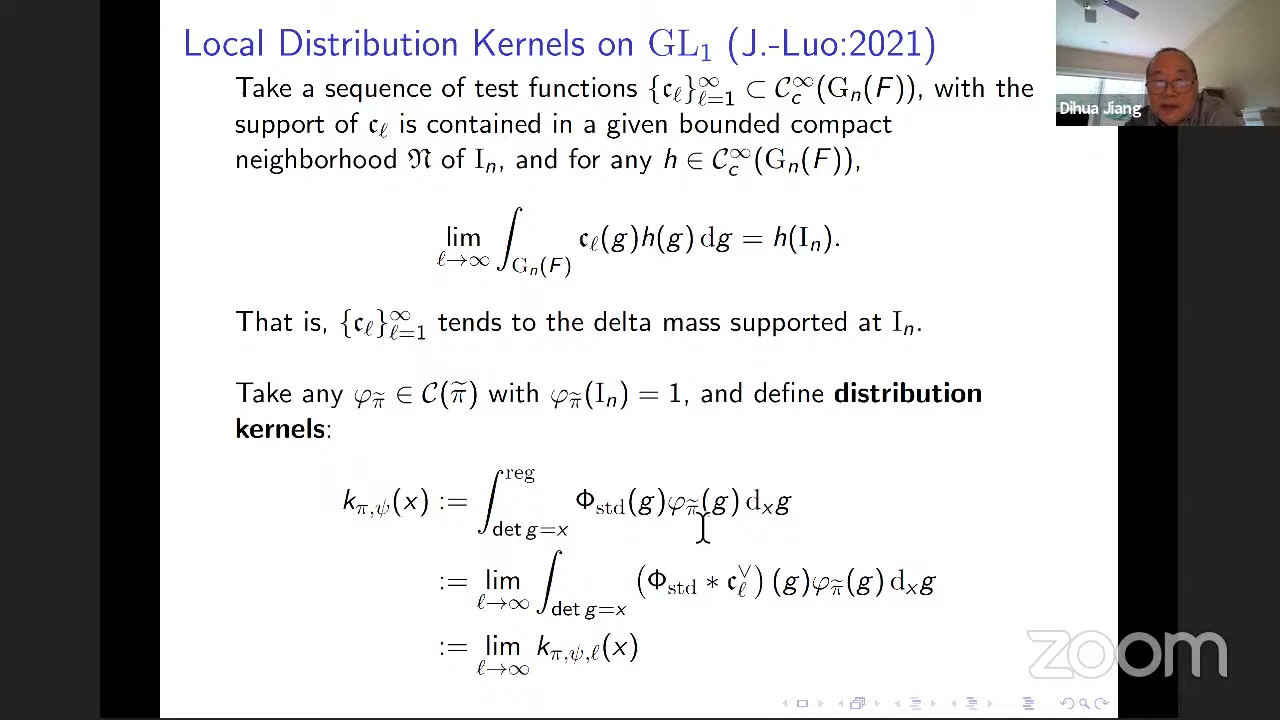 Local Distribution Kernels on GL₁ (J.-Luo:2021)
Dihua Jiang
Take a sequence of test functions {𝔠_ℓ}_{ℓ=1}^∞ ⊂ 𝒞_c^∞(G_n(F)), with the
support of 𝔠_ℓ is contained in a given bounded compact
neighborhood 𝔑 of I_n, and for any h ∈ 𝒞_c^∞(G_n(F)),
lim_{ℓ→∞} ∫_{G_n(F)} 𝔠_ℓ(g)h(g) dg = h(I_n).
That is, {𝔠_ℓ}_{ℓ=1}^∞ tends to the delta mass supported at I_n.
Take any φ_π̃ ∈ 𝒞(π̃) with φ_π̃(I_n) = 1, and define distribution
kernels:
k_{π,ψ}(x) := ∫_{det g=x}^{reg} Φ_std(g)φ_π̃(g) d_x g
:= lim_{ℓ→∞} ∫_{det g=x} (Φ_std ∗ 𝔠_ℓ^∨)(g)φ_π̃(g) d_x g
:= lim_{ℓ→∞} k_{π,ψ,ℓ}(x)
zoom